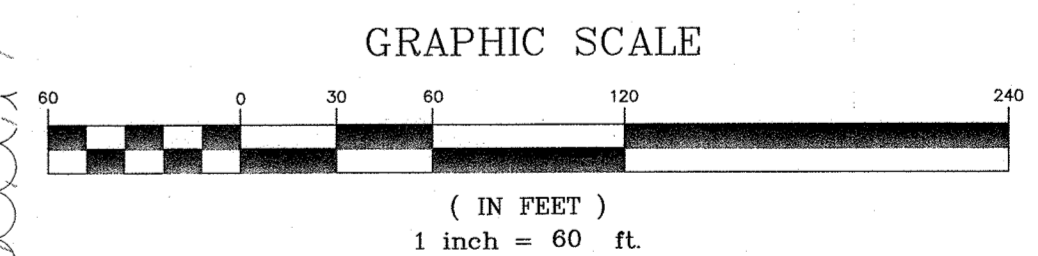 GRAPHIC SCALE
60 0 30 60 120 240
( IN FEET )
1 inch = 60 ft.